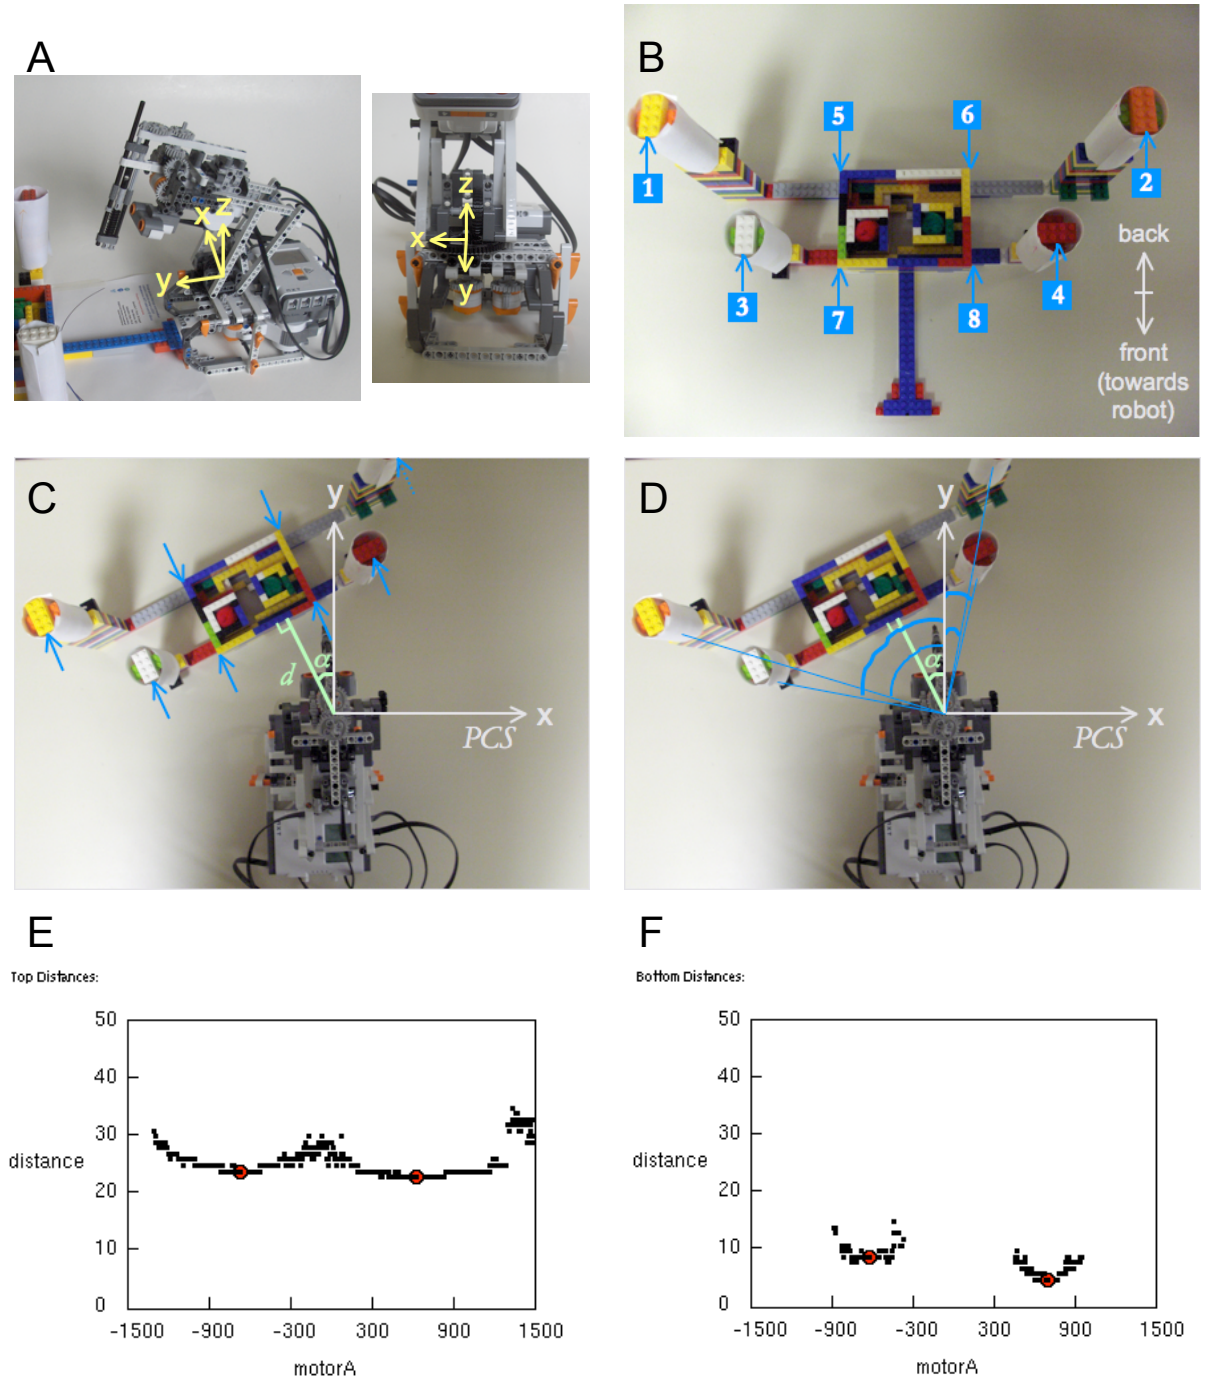 A
z
x
y
z
x
y
B
5
6
1
2
3
4
7
8
back
front
(towards
robot)
C
y
d
α
x
PCS
D
y
α
x
PCS
E
Top Distances:
50
40
30
distance
20
10
0
-1500 -900 -300 300 900 1500
motorA
F
Bottom Distances:
50
40
30
distance
20
10
0
-1500 -900 -300 300 900 1500
motorA